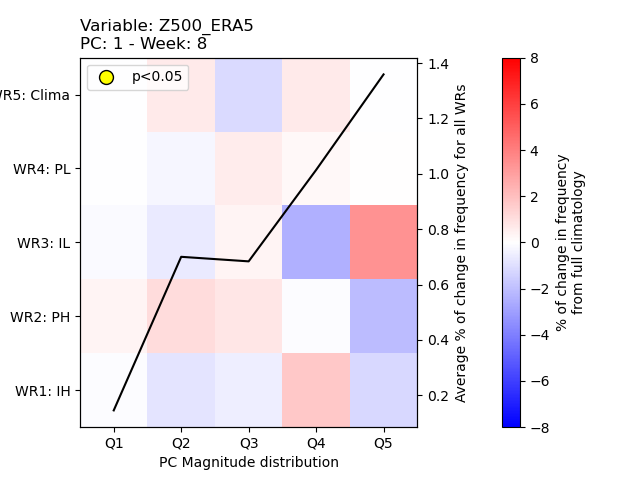 Variable: Z500_ERA5
PC: 1 - Week: 8
p<0.05
WR5: Clima
WR4: PL
WR3: IL
WR2: PH
WR1: IH
Q1 Q2 Q3 Q4 Q5
PC Magnitude distribution
1.4
1.2
1.0
0.8
0.6
0.4
0.2
Average % of change in frequency for all WRs
8
6
4
2
0
−2
−4
−6
−8
% of change in frequency
from full climatology